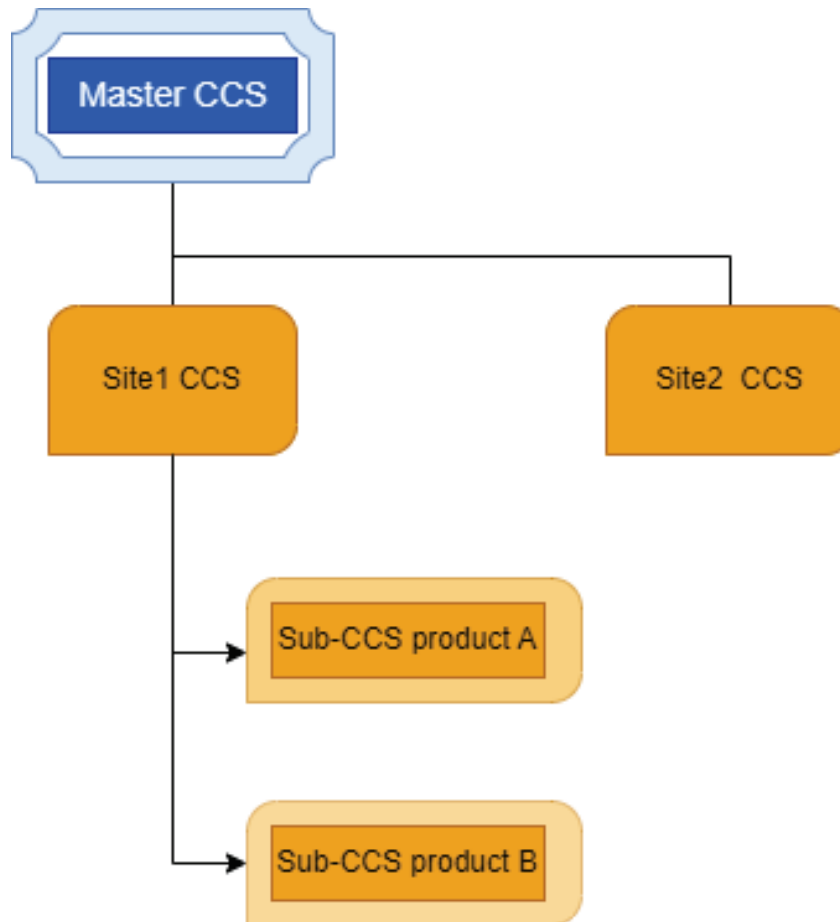 Master CCS
Site1 CCS
Site2  CCS
Sub-CCS product A
Sub-CCS product B